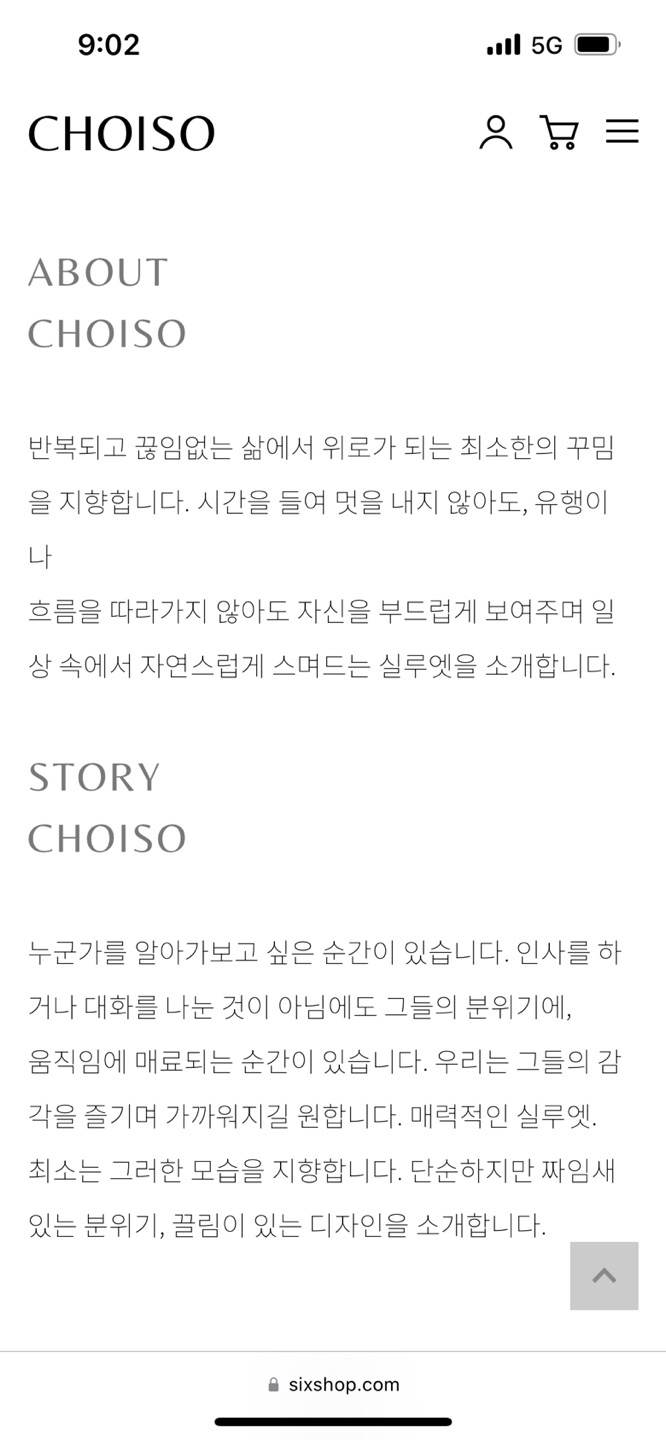 9:02
5G
CHOISO
ABOUT
CHOISO
반복되고 끊임없는 삶에서 위로가 되는 최소한의 꾸밈
을 지향합니다. 시간을 들여 멋을 내지 않아도, 유행이
나
흐름을 따라가지 않아도 자신을 부드럽게 보여주며 일
상 속에서 자연스럽게 스며드는 실루엣을 소개합니다.
STORY
CHOISO
누군가를 알아가보고 싶은 순간이 있습니다. 인사를 하
거나 대화를 나눈 것이 아님에도 그들의 분위기에,
움직임에 매료되는 순간이 있습니다. 우리는 그들의 감
각을 즐기며 가까워지길 원합니다. 매력적인 실루엣.
최소는 그러한 모습을 지향합니다. 단순하지만 짜임새
있는 분위기, 끌림이 있는 디자인을 소개합니다.
sixshop.com